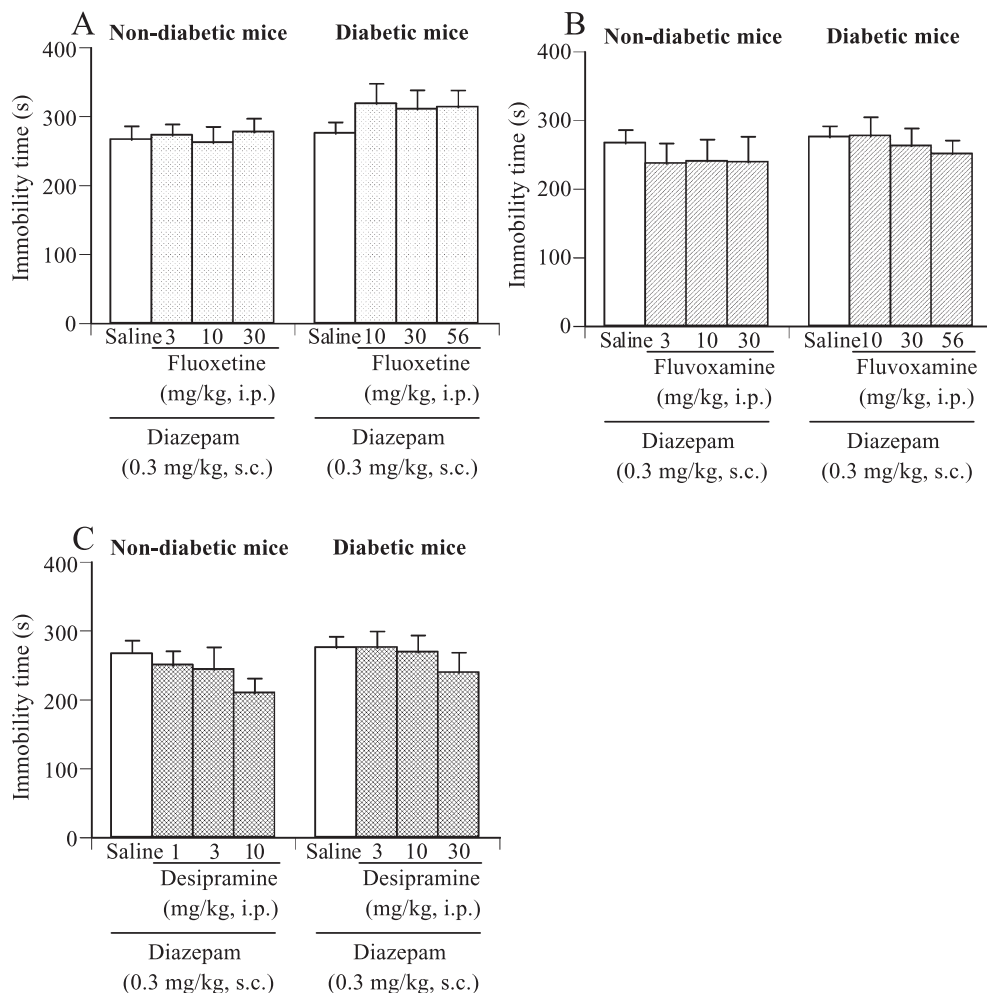 A
Non-diabetic mice Diabetic mice
Immobility time (s)
400
300
200
100
0
Saline 3 10 30 Saline 10 30 56
Fluoxetine Fluoxetine
(mg/kg, i.p.) (mg/kg, i.p.)
Diazepam Diazepam
(0.3 mg/kg, s.c.) (0.3 mg/kg, s.c.)
B
Non-diabetic mice Diabetic mice
Immobility time (s)
400
300
200
100
0
Saline 3 10 30 Saline 10 30 56
Fluvoxamine Fluvoxamine
(mg/kg, i.p.) (mg/kg, i.p.)
Diazepam Diazepam
(0.3 mg/kg, s.c.) (0.3 mg/kg, s.c.)
C
Non-diabetic mice Diabetic mice
Immobility time (s)
400
300
200
100
0
Saline 1 3 10 Saline 3 10 30
Desipramine Desipramine
(mg/kg, i.p.) (mg/kg, i.p.)
Diazepam Diazepam
(0.3 mg/kg, s.c.) (0.3 mg/kg, s.c.)